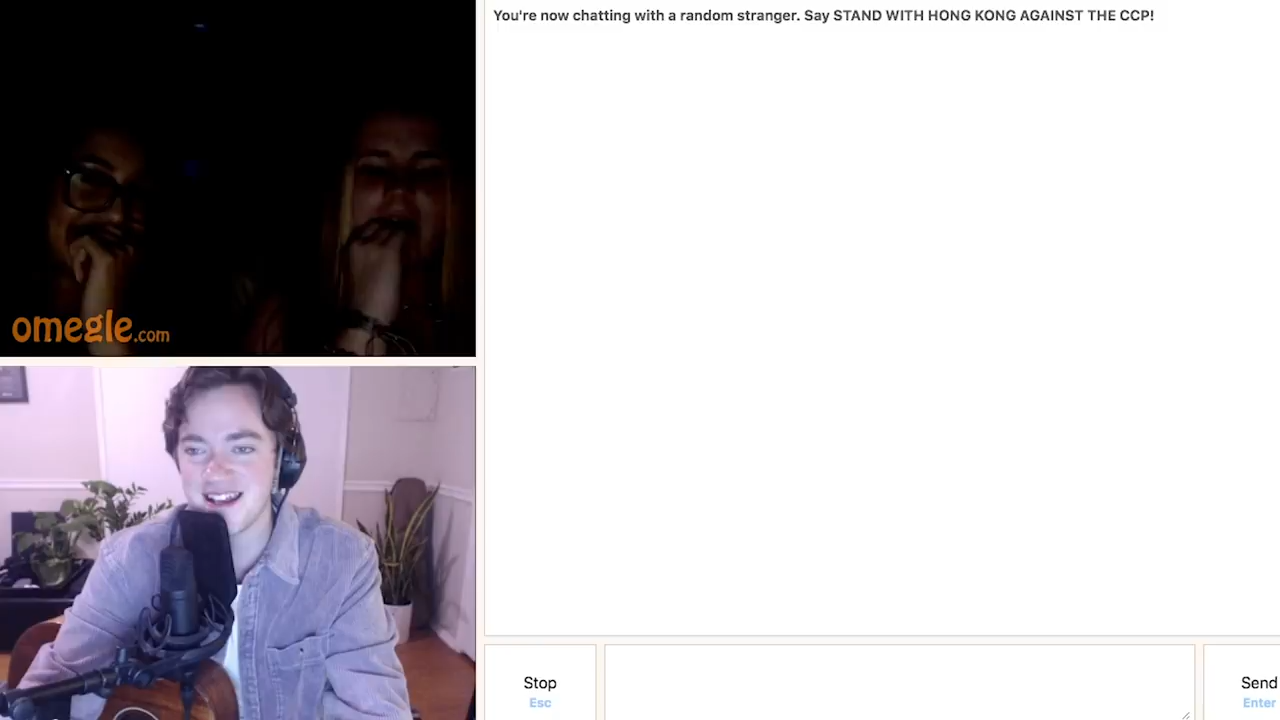 You're now chatting with a random stranger. Say STAND WITH HONG KONG AGAINST THE CCP!
omegle.com
Stop
Esc
Send
Enter